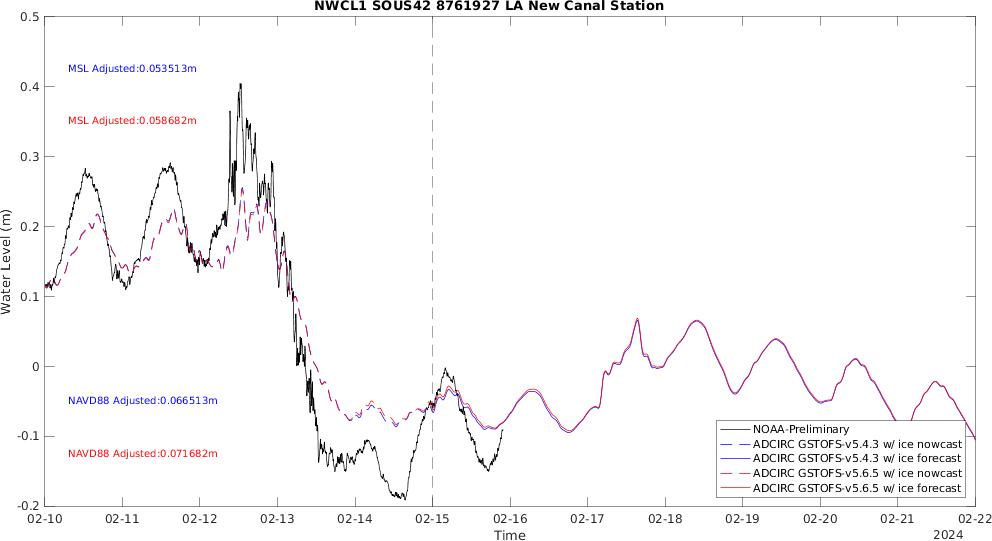 NWCL1 SOUS42 8761927 LA New Canal Station
Water Level (m)
0.5
0.4
0.3
0.2
0.1
0
-0.1
-0.2
MSL Adjusted:0.053513m
MSL Adjusted:0.058682m
NAVD88 Adjusted:0.066513m
NAVD88 Adjusted:0.071682m
NOAA-Preliminary
ADCIRC GSTOFS-v5.4.3 w/ ice nowcast
ADCIRC GSTOFS-v5.4.3 w/ ice forecast
ADCIRC GSTOFS-v5.6.5 w/ ice nowcast
ADCIRC GSTOFS-v5.6.5 w/ ice forecast
02-10 02-11 02-12 02-13 02-14 02-15 02-16 02-17 02-18 02-19 02-20 02-21 02-22
Time
2024